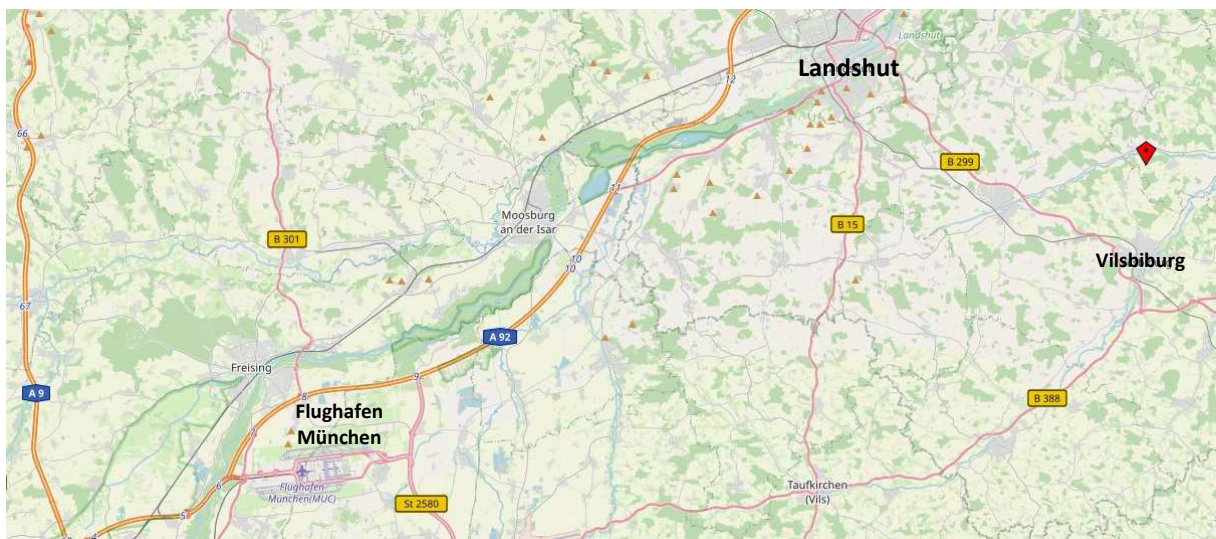 Landshut
Landshut
12
66
B 299
11
Moosburg
an der Isar
B 15
B 301
10
10
Vilsbiburg
67
A 92
Freising
9
A 9
8
B 388
Flughafen
München
7
6
Flughafen
München(MUC)
Taufkirchen
(Vils)
St 2580
5
4